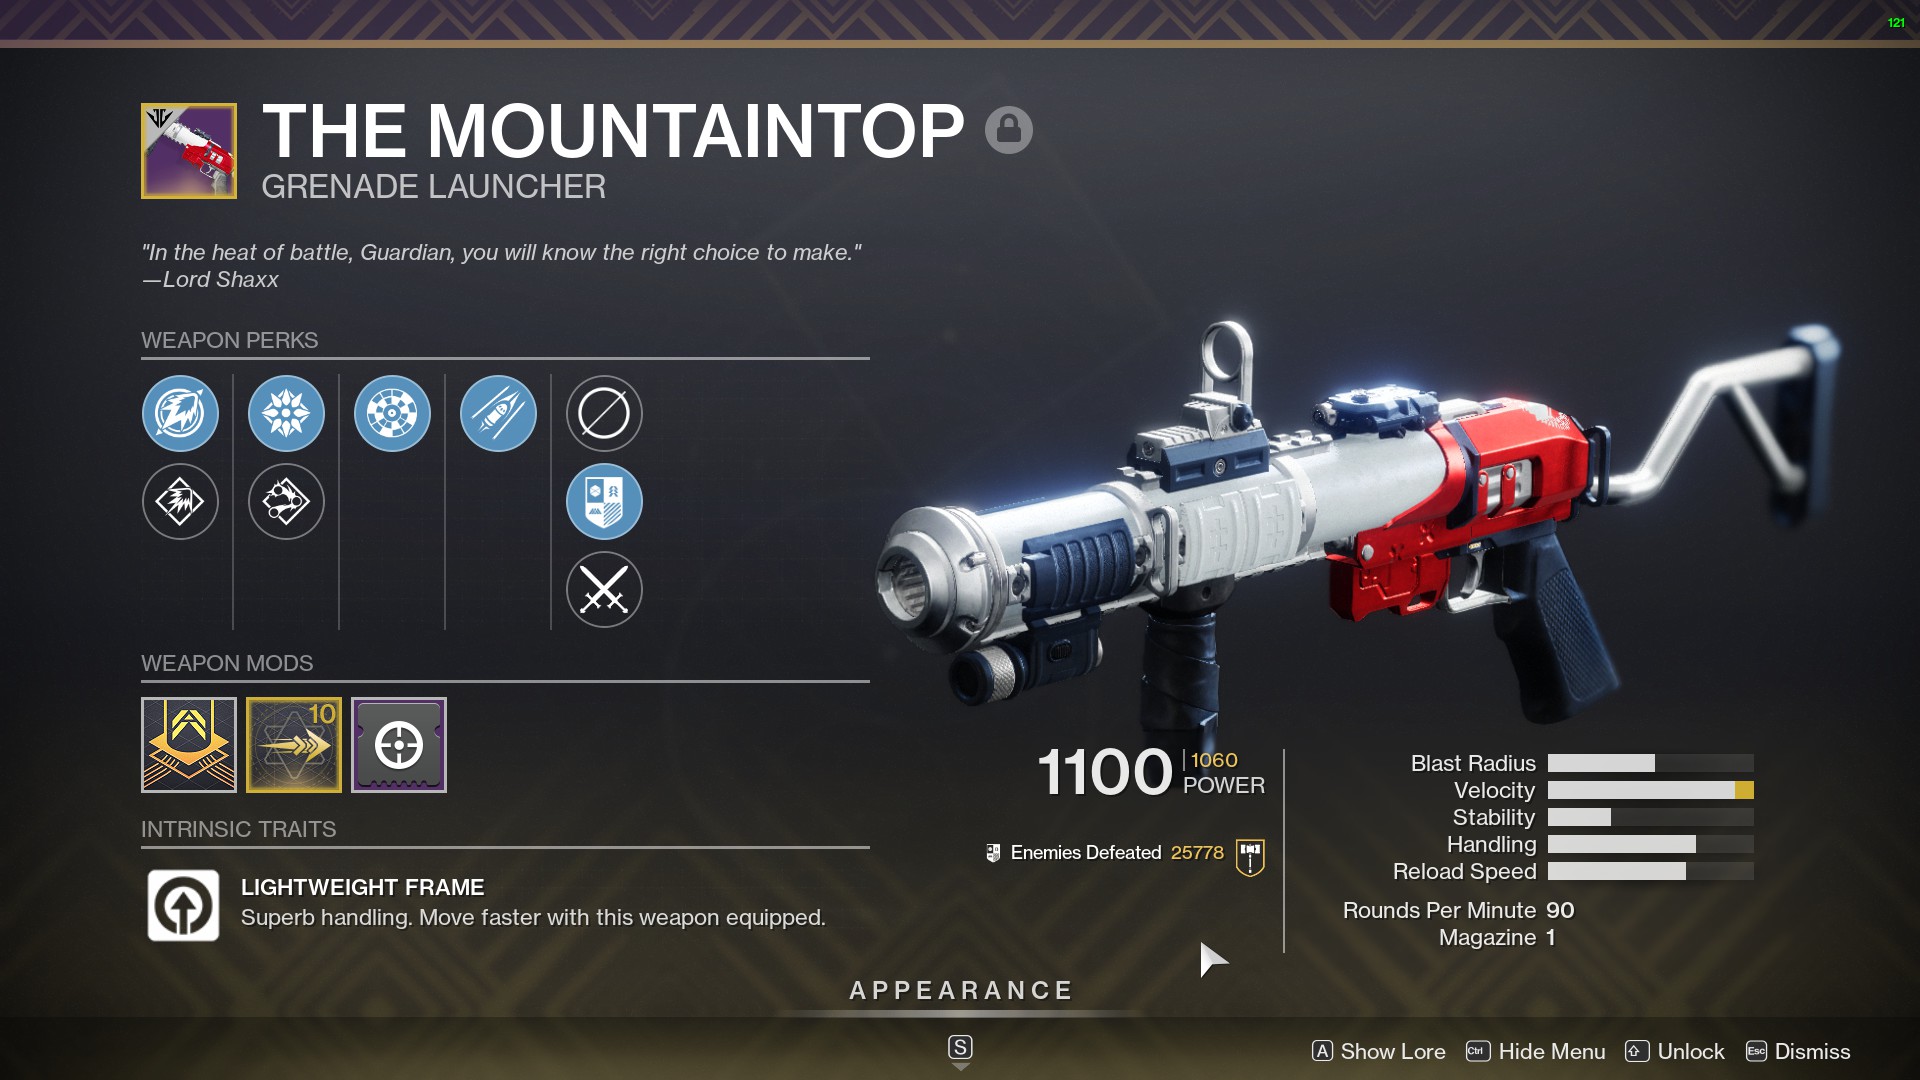 121
THE MOUNTAINTOP
GRENADE LAUNCHER
"In the heat of battle, Guardian, you will know the right choice to make."
—Lord Shaxx
WEAPON PERKS
WEAPON MODS
10
INTRINSIC TRAITS
LIGHTWEIGHT FRAME
Superb handling. Move faster with this weapon equipped.
1100 | 1060
POWER
Enemies Defeated 25778
Blast Radius
Velocity
Stability
Handling
Reload Speed
Rounds Per Minute 90
Magazine 1
APPEARANCE
S
A Show Lore Ctrl Hide Menu Unlock Esc Dismiss